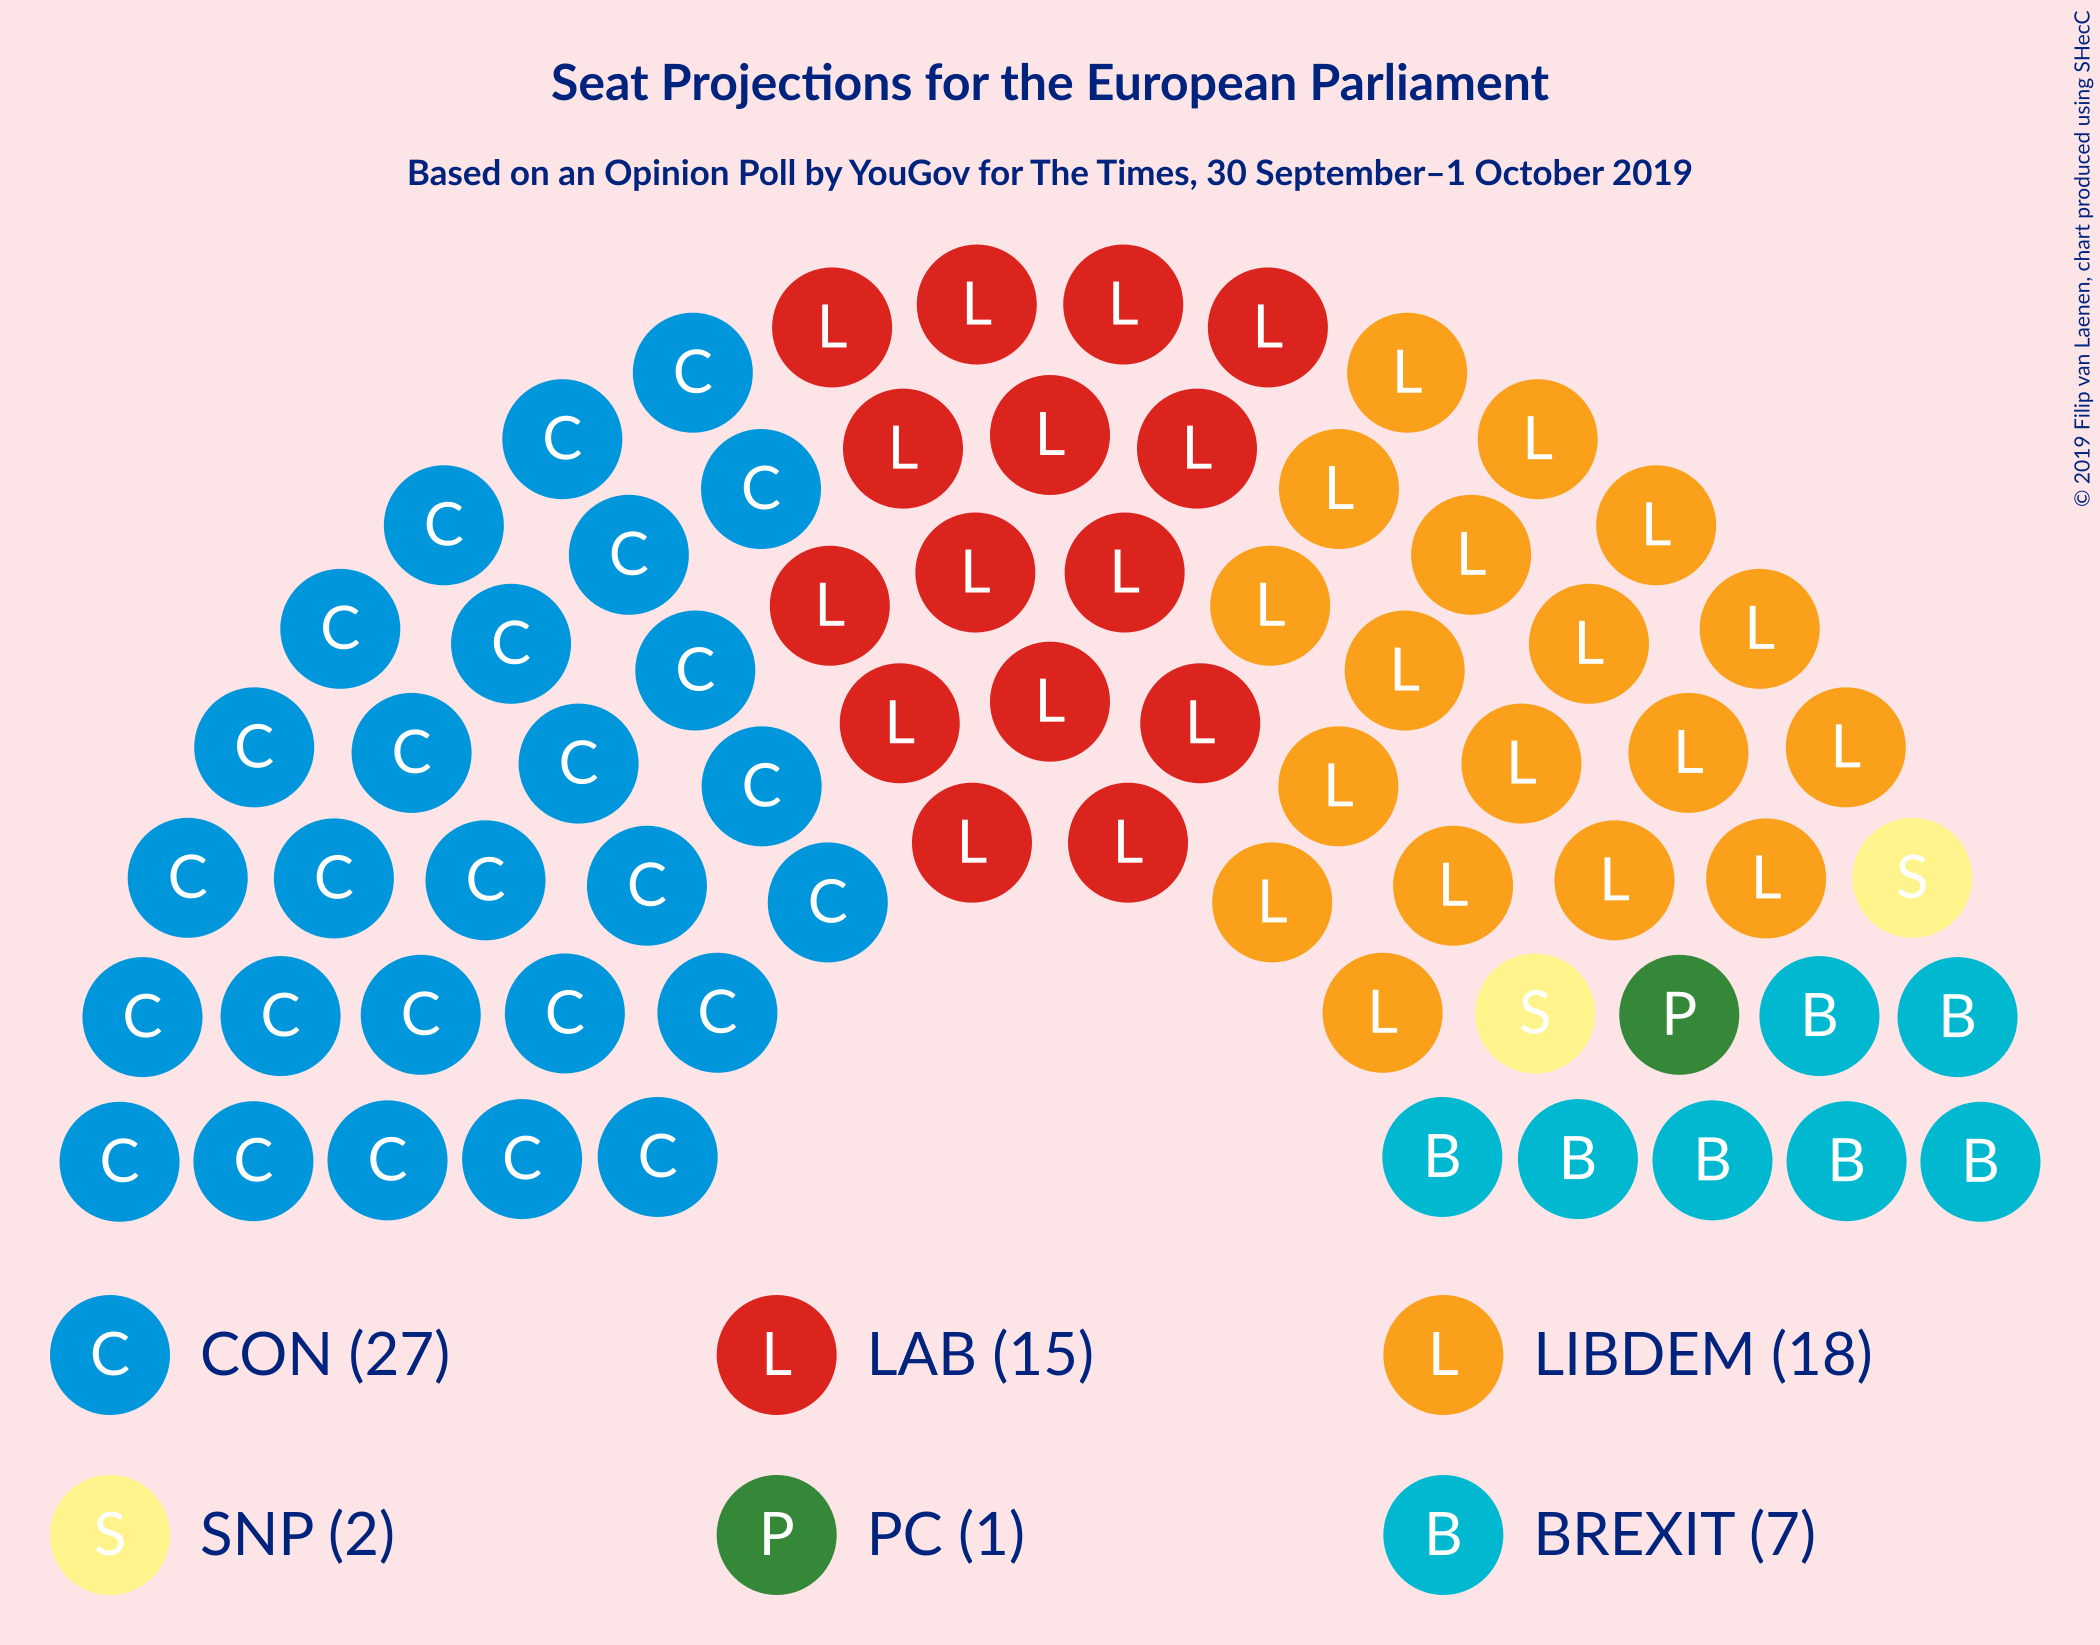 Seat Projections for the European Parliament
Based on an Opinion Poll by YouGov for The Times, 30 September–1 October 2019
© 2019 Filip van Laenen, chart produced using SHecC
L L L L
C L
C L
L L L
C L
C L
C L
L L
L L
C L
C L
C L
L
L L
C L
C L
C L
C L
L L
C L
C L
C C C C L L L S
C L
C C C C C L S P B B
C C C C C B B B B B
C CON (27) L LAB (15) L LIBDEM (18)
S SNP (2) P PC (1) B BREXIT (7)